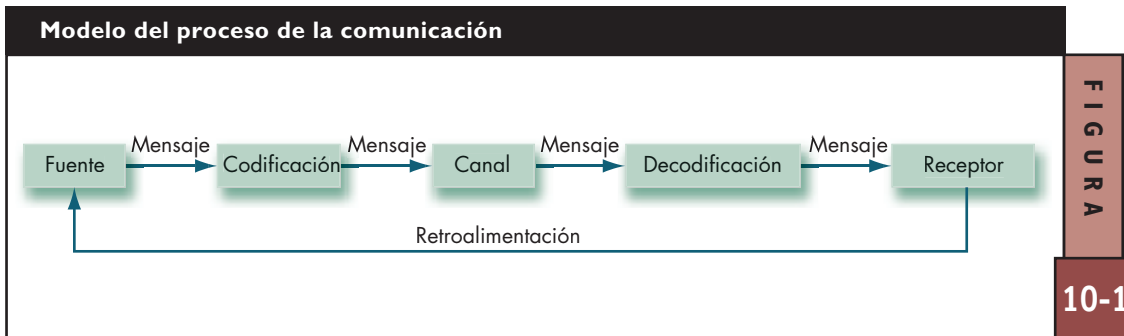 Modelo del proceso de la comunicación
Mensaje Mensaje Mensaje Mensaje
Fuente Codificación Canal Decodificación Receptor
Retroalimentación
FIGURA
10-1